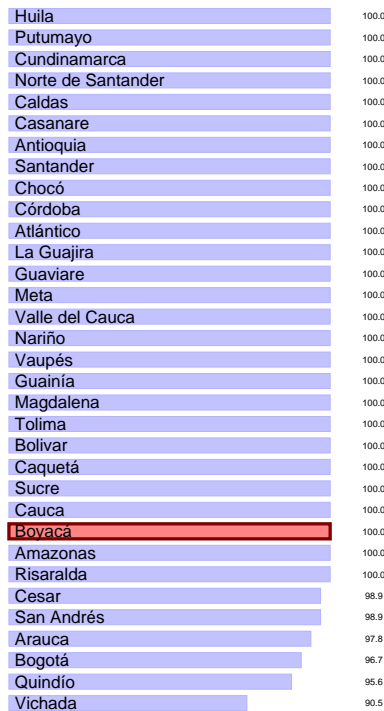 Huila 100.0
Putumayo 100.0
Cundinamarca 100.0
Norte de Santander 100.0
Caldas 100.0
Casanare 100.0
Antioquia 100.0
Santander 100.0
Chocó 100.0
Córdoba 100.0
Atlántico 100.0
La Guajira 100.0
Guaviare 100.0
Meta 100.0
Valle del Cauca 100.0
Nariño 100.0
Vaupés 100.0
Guainía 100.0
Magdalena 100.0
Tolima 100.0
Bolivar 100.0
Caquetá 100.0
Sucre 100.0
Cauca 100.0
Boyacá 100.0
Amazonas 100.0
Risaralda 100.0
Cesar 98.9
San Andrés 98.9
Arauca 97.8
Bogotá 96.7
Quindío 95.6
Vichada 90.5